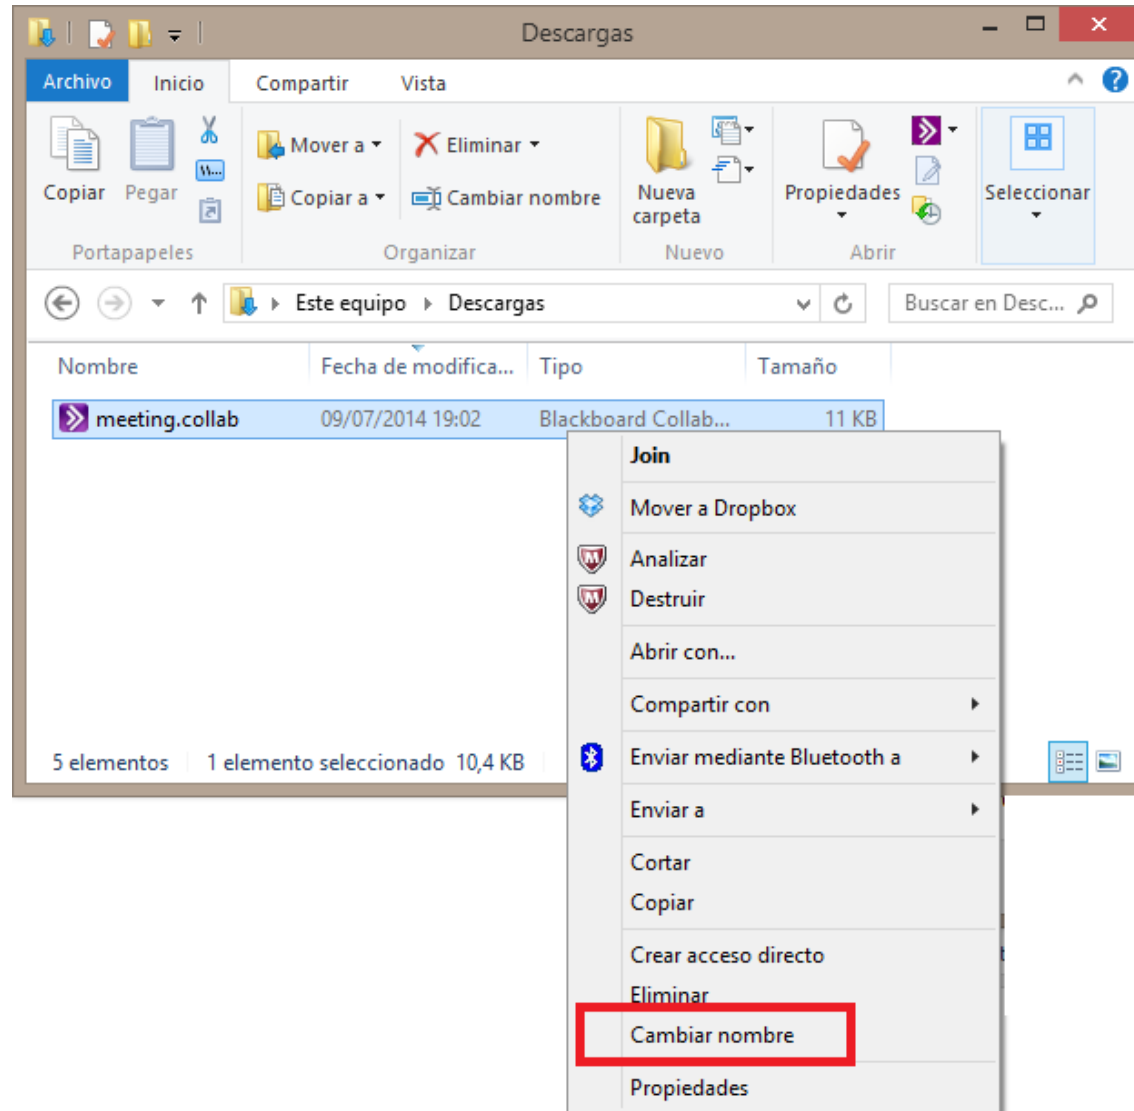 Descargas
Archivo Inicio Compartir Vista
Copiar Pegar Mover a Eliminar Nueva carpeta Propiedades Seleccionar
Copiar a Cambiar nombre
Portapapeles Organizar Nuevo Abrir
Este equipo Descargas Buscar en Desc...
Nombre Fecha de modifica... Tipo Tamaño
meeting.collab 09/07/2014 19:02 Blackboard Collab... 11 KB
Join
Mover a Dropbox
Analizar
Destruir
Abrir con...
Compartir con
5 elementos 1 elemento seleccionado 10,4 KB
Enviar mediante Bluetooth a
Enviar a
Cortar
Copiar
Crear acceso directo
Eliminar
Cambiar nombre
Propiedades